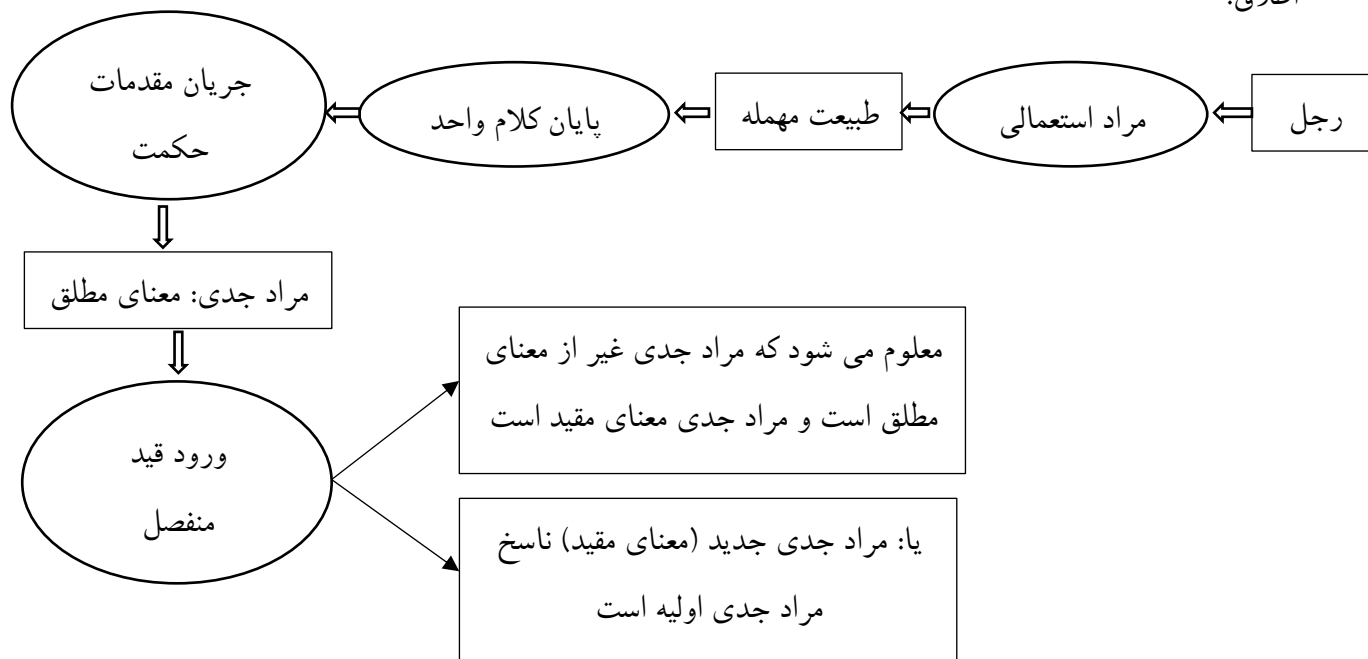 اطلاق:
رجل
مراد استعمالی
طبیعت مهمله
پایان کلام واحد
جریان مقدمات
حکمت
مراد جدی: معنای مطلق
ورود قید
منفصل
معلوم می شود که مراد جدی غیر از معنای
مطلق است و مراد جدی معنای مقید است
یا: مراد جدی جدید (معنای مقید) ناسخ
مراد جدی اولیه است